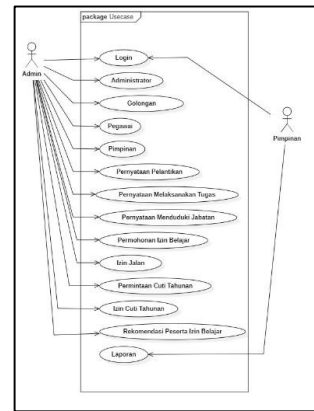 package Usecase
Login
Admin
Administrator
Golongan
Pegawai
Pimpinan
Pimpinan
Pernyataan Pelantikan
Pernyataan Melaksanakan Tugas
Pernyataan Menduduki Jabatan
Permohonan Izin Belajar
Izin Jalan
Permintaan Cuti Tahunan
Izin Cuti Tahunan
Rekomendasi Peserta Izin Belajar
Laporan